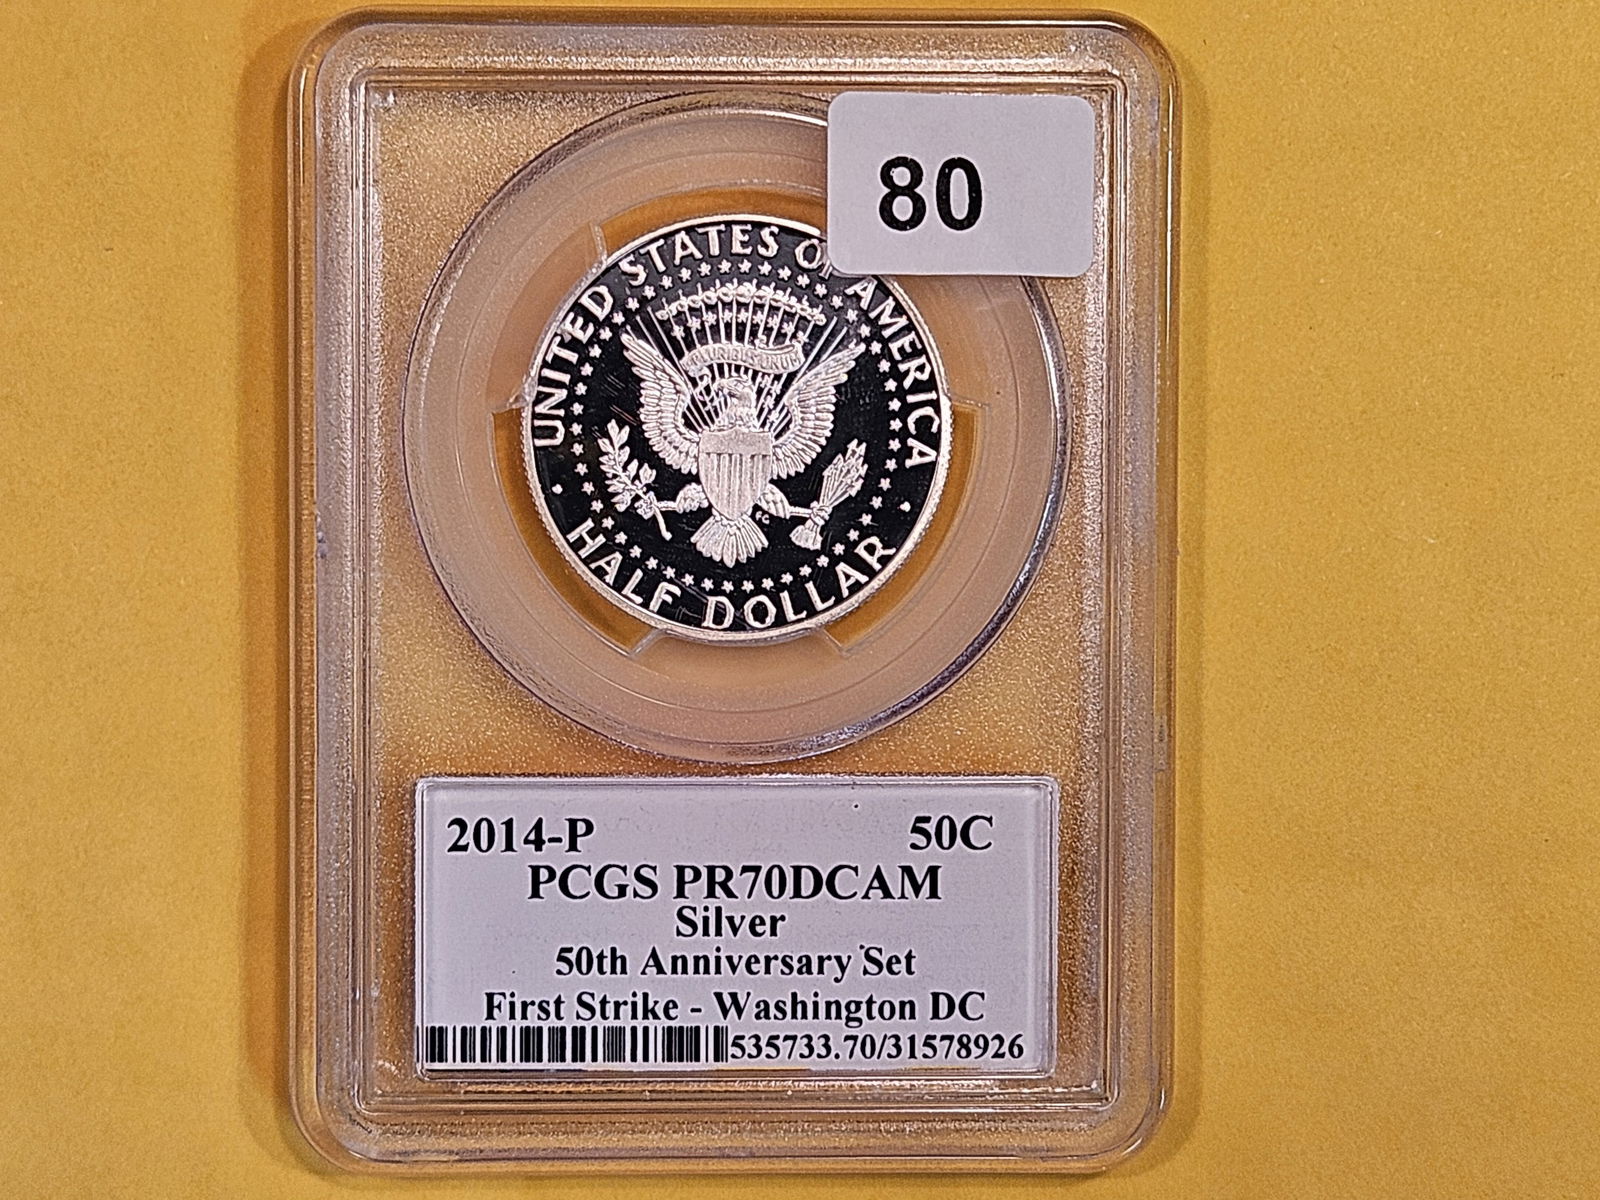 80
UNITED STATES OF AMERICA
PLURIBUS UNUM
FG
HALF DOLLAR
2014-P 50C
PCGS PR70DCAM
Silver
50th Anniversary Set
First Strike - Washington DC
535733.70/31578926